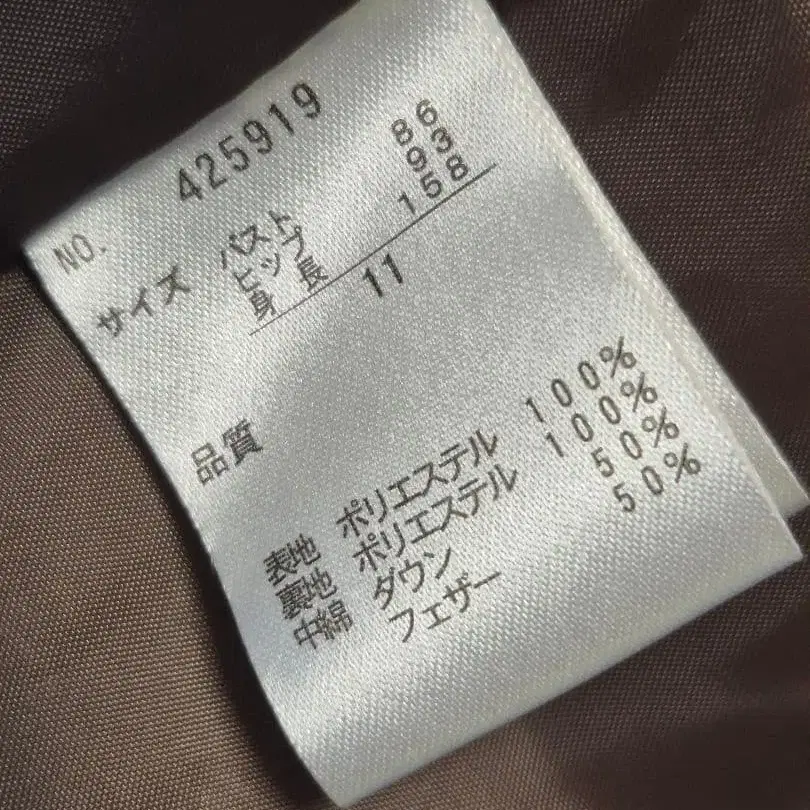 NO. 425919
サイズ バスト 86
ヒップ 93
身長 158
11
品質
表地 ポリエステル 100%
裏地 ポリエステル 100%
中綿 ダウン 50%
フェザー 50%